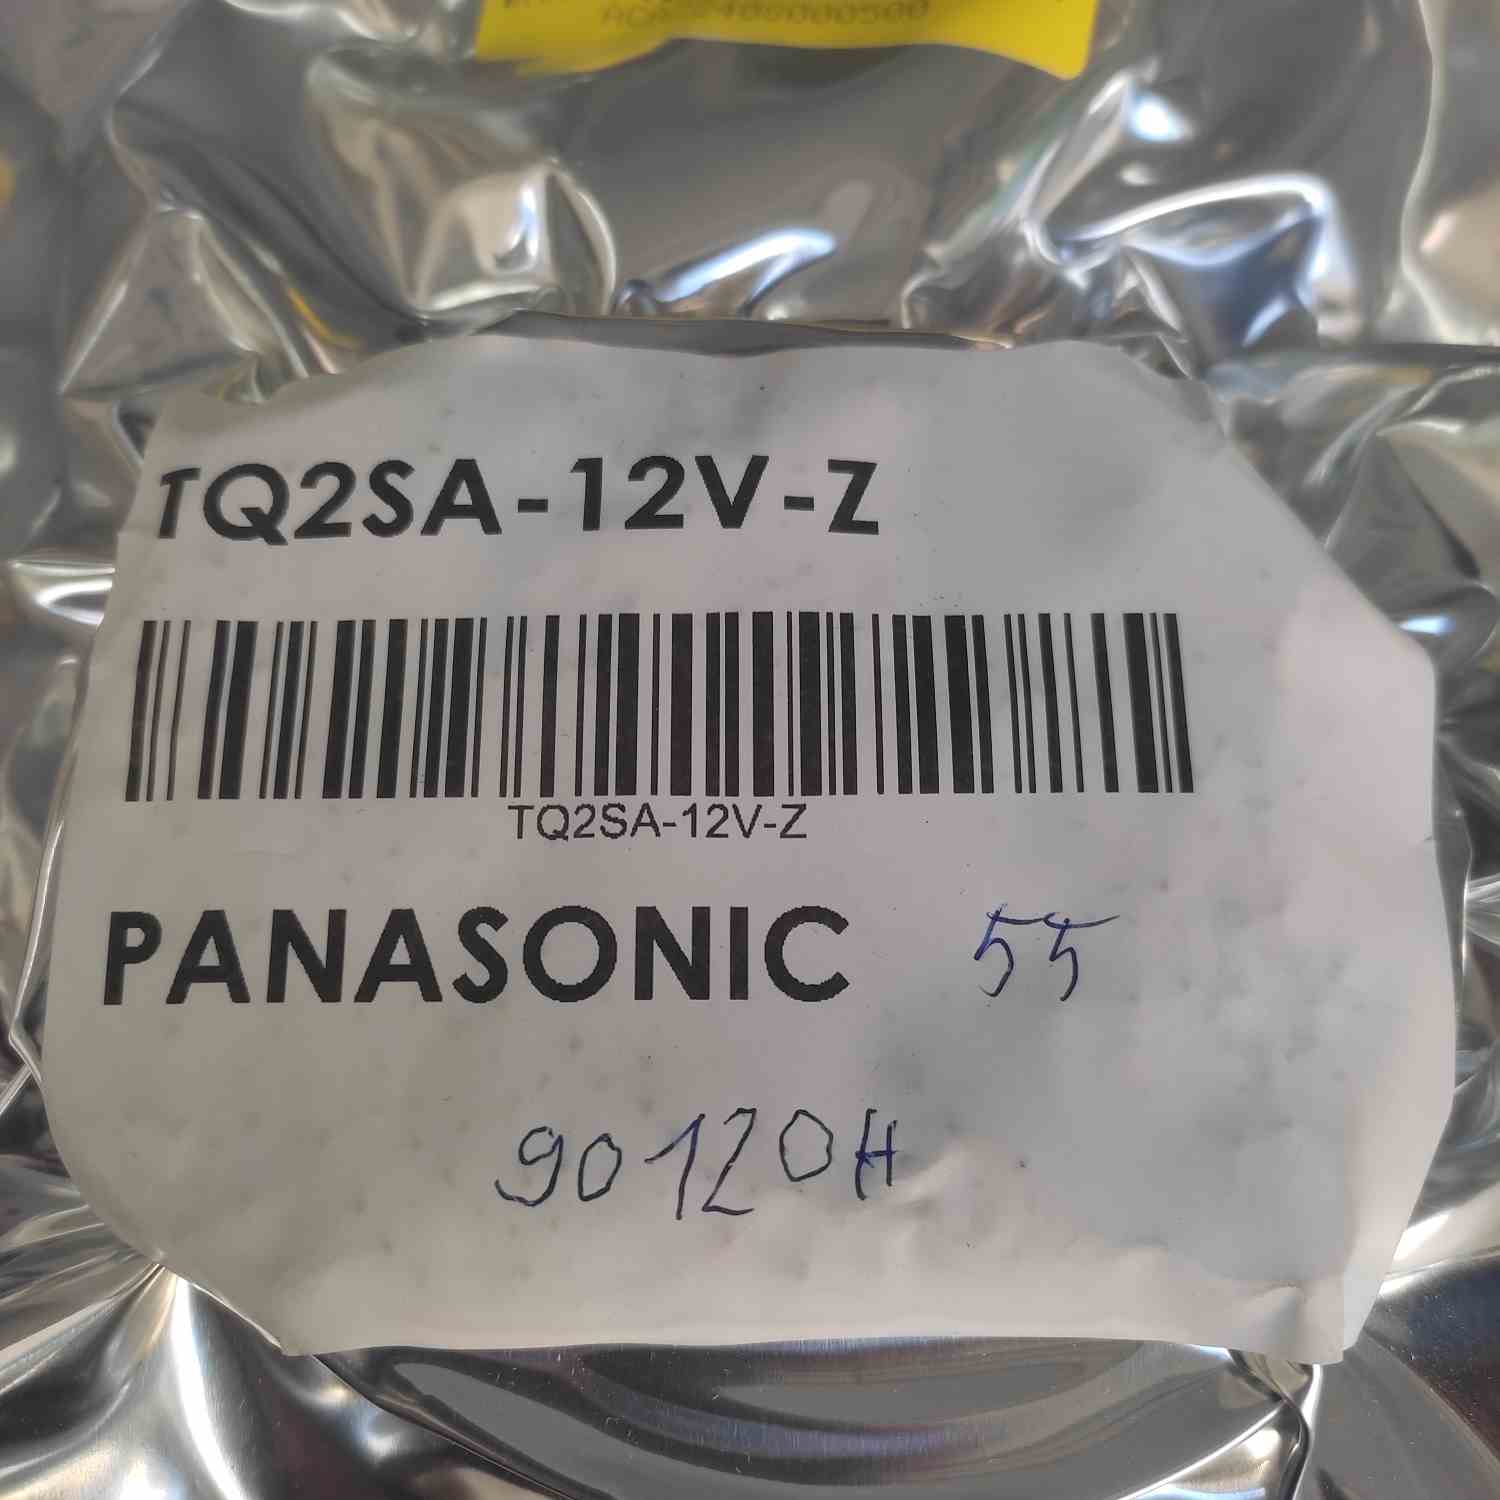 TQ2SA-12V-Z
TQ2SA-12V-Z
PANASONIC 55
90120H